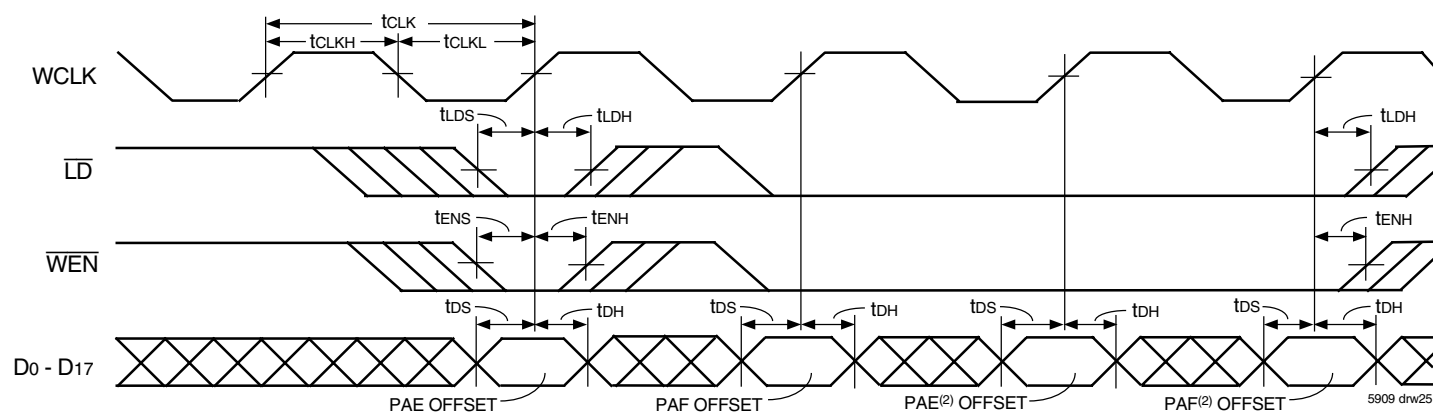 tCLK
tCLKH tCLKL
WCLK
tLDS tLDH tLDH
LD
tENS tENH tENH
WEN
tDS tDH tDS tDH tDS tDH tDS tDH
D0 - D17
PAE OFFSET PAF OFFSET PAE(2) OFFSET PAF(2) OFFSET 5909 drw25